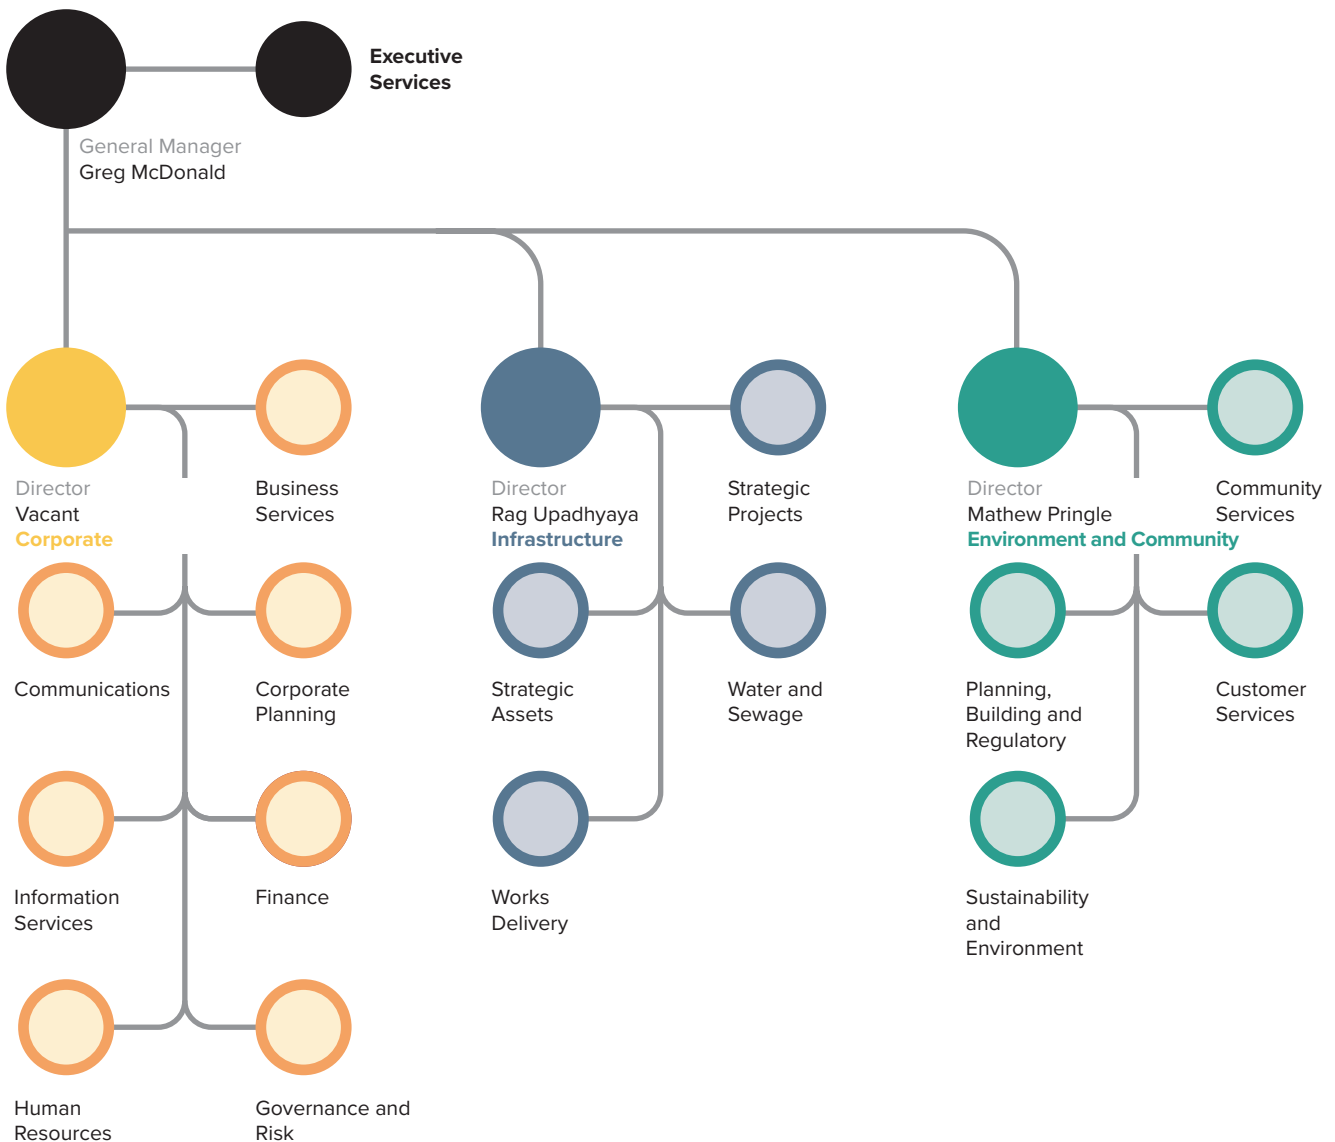 Executive
Services
General Manager
Greg McDonald
Director
Vacant
Corporate
Business
Services
Director
Rag Upadhyaya
Infrastructure
Strategic
Projects
Director
Mathew Pringle
Environment and Community
Community
Services
Communications
Corporate
Planning
Strategic
Assets
Water and
Sewage
Planning,
Building and
Regulatory
Customer
Services
Information
Services
Finance
Works
Delivery
Sustainability
and
Environment
Human
Resources
Governance and
Risk